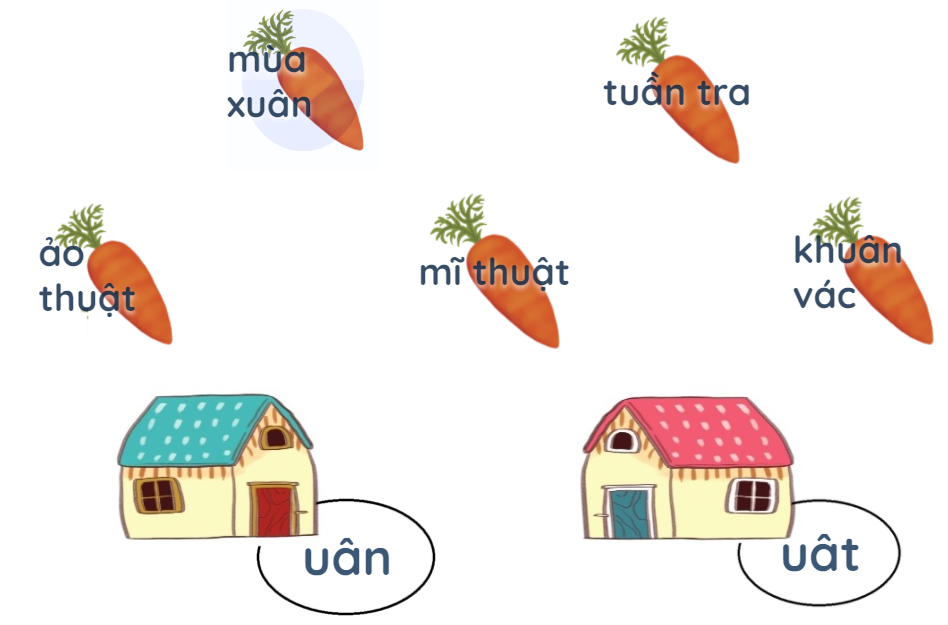 mùa
xuân
tuần tra
ảo
thuật
mĩ thuật
khuân
vác
uân
uât